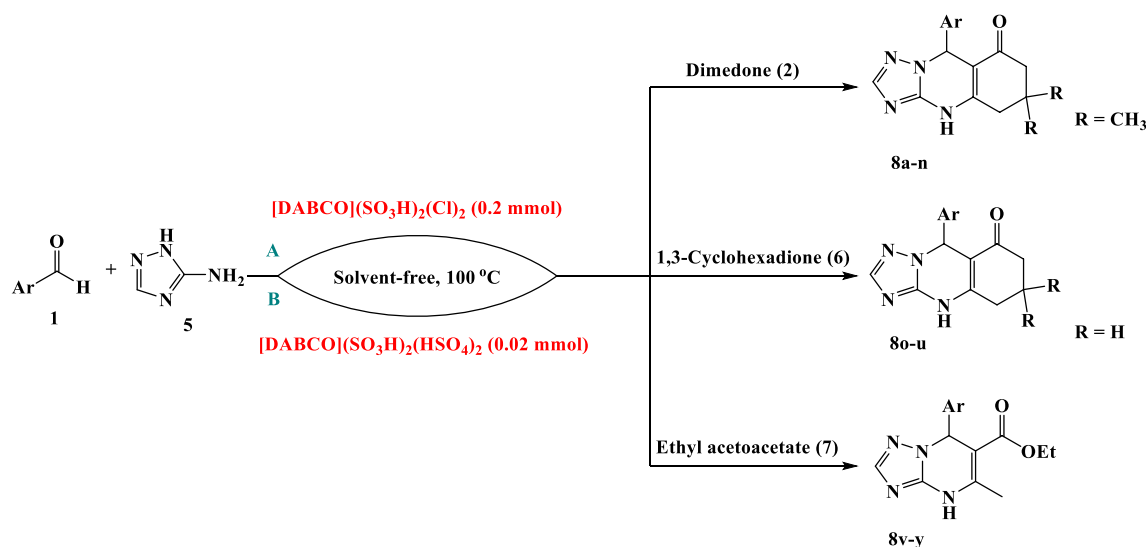 Ar
O
N
N
N
N
H
R
R
Dimedone (2)
R = CH3
8a-n
[DABCO](SO3H)2(Cl)2 (0.2 mmol)
O
Ar
H
1
+
H
N
N
N
NH2
5
A
Solvent-free, 100 oC
B
[DABCO](SO3H)2(HSO4)2 (0.02 mmol)
1,3-Cyclohexadione (6)
Ar
O
N
N
N
N
H
R
R
R = H
8o-u
Ethyl acetoacetate (7)
Ar
O
OEt
N
N
N
N
H
8v-y